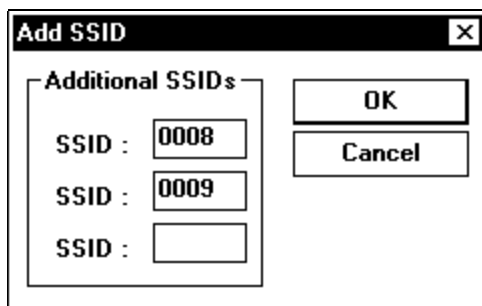 Add SSID
Additional SSIDs
SSID : 0008
SSID : 0009
SSID :
OK
Cancel